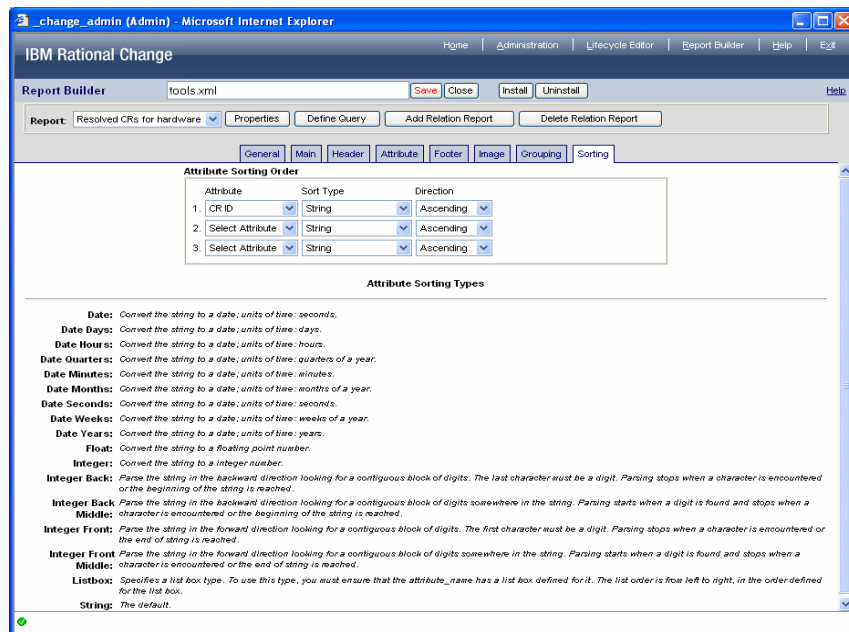 _change_admin (Admin) - Microsoft Internet Explorer
IBM Rational Change
Home | Administration | Lifecycle Editor | Report Builder | Help | Exit
Report Builder tools.xml Save Close Install Uninstall Help
Report: Resolved CRs for hardware Properties Define Query Add Relation Report Delete Relation Report
General Main Header Attribute Footer Image Grouping Sorting
Attribute Sorting Order
Attribute Sort Type Direction
1. CR ID String Ascending
2. Select Attribute String Ascending
3. Select Attribute String Ascending
Attribute Sorting Types
Date: Convert the string to a date; units of time: seconds.
Date Days: Convert the string to a date; units of time: days.
Date Hours: Convert the string to a date; units of time: hours.
Date Quarters: Convert the string to a date; units of time: quarters of a year.
Date Minutes: Convert the string to a date; units of time: minutes.
Date Months: Convert the string to a date; units of time: months of a year.
Date Seconds: Convert the string to a date; units of time: seconds.
Date Weeks: Convert the string to a date; units of time: weeks of a year.
Date Years: Convert the string to a date; units of time: years.
Float: Convert the string to a floating point number.
Integer: Convert the string to a integer number.
Integer Back: Parse the string in the backward direction looking for a contiguous block of digits. The last character must be a digit. Parsing stops when a character is encountered
or the beginning of the string is reached.
Integer Back Parse the string in the backward direction looking for a contiguous block of digits somewhere in the string. Parsing starts when a digit is found and stops when a
Middle: character is encountered or the beginning of the string is reached.
Integer Front: Parse the string in the forward direction looking for a contiguous block of digits. The first character must be a digit. Parsing stops when a character is encountered or
the end of string is reached.
Integer Front Parse the string in the forward direction looking for a contiguous block of digits somewhere in the string. Parsing starts when a digit is found and stops when a
Middle: character is encountered or the end of string is reached.
Listbox: Specifies a list box type. To use this type, you must ensure that the attribute_name has a list box defined for it. The list order is from left to right, in the order defined
for the list box.
String: The default.